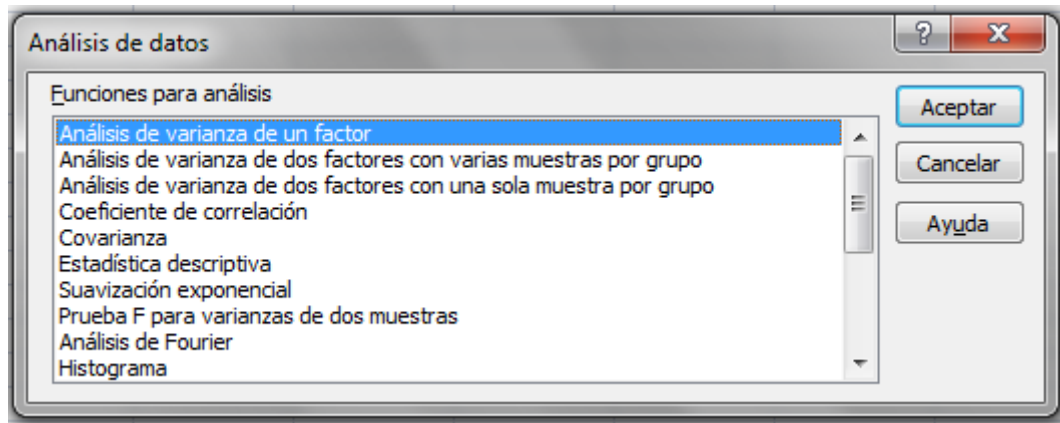 Análisis de datos
?
X
Funciones para análisis
Análisis de varianza de un factor
Análisis de varianza de dos factores con varias muestras por grupo
Análisis de varianza de dos factores con una sola muestra por grupo
Coeficiente de correlación
Covarianza
Estadística descriptiva
Suavización exponencial
Prueba F para varianzas de dos muestras
Análisis de Fourier
Histograma
Aceptar
Cancelar
Ayuda